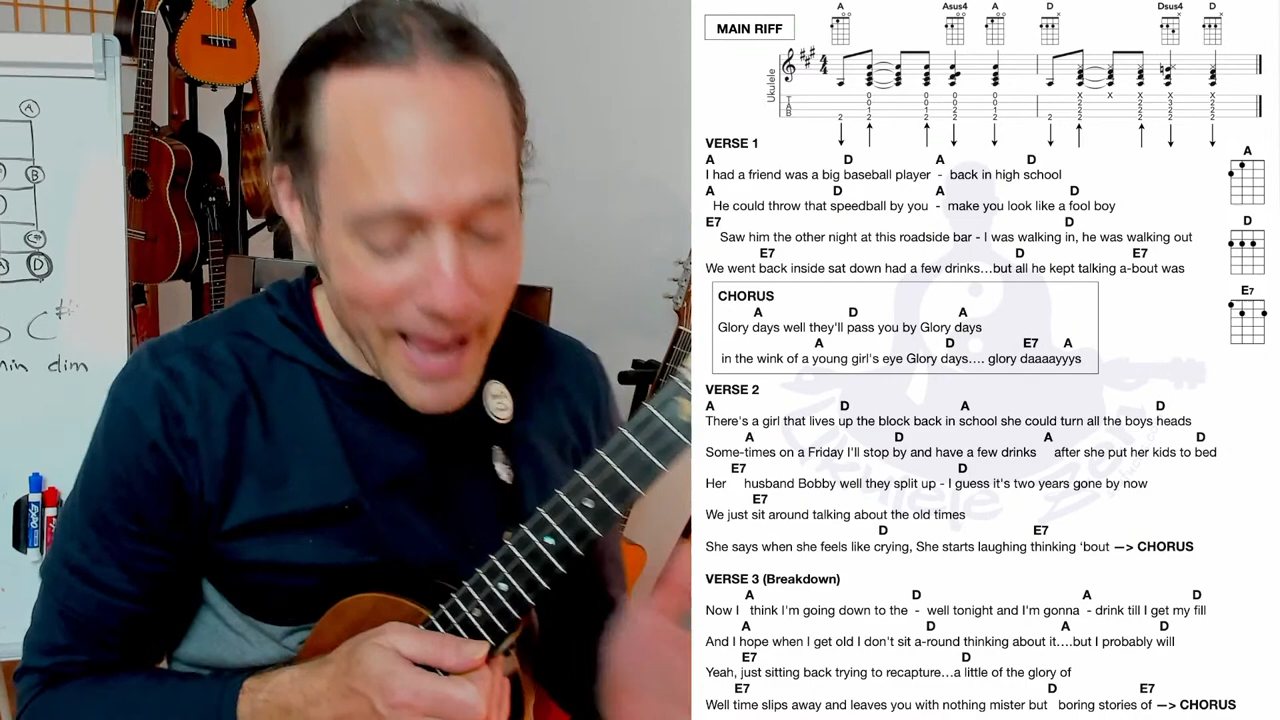 A Asus4 A D Dsus4 D
MAIN RIFF
Ukulele
VERSE 1
A D A D
I had a friend was a big baseball player - back in high school
A D A D
He could throw that speedball by you - make you look like a fool boy
E7 D
Saw him the other night at this roadside bar - I was walking in, he was walking out
E7 D E7
We went back inside sat down had a few drinks...but all he kept talking a-bout was
A
D
E7
CHORUS
A D A
Glory days well they'll pass you by Glory days
A D E7 A
in the wink of a young girl's eye Glory days.... glory daaaayyys
VERSE 2
A D A D
There's a girl that lives up the block back in school she could turn all the boys heads
A D A D
Some-times on a Friday I'll stop by and have a few drinks after she put her kids to bed
E7 D
Her husband Bobby well they split up - I guess it's two years gone by now
E7
We just sit around talking about the old times
D E7
She says when she feels like crying, She starts laughing thinking ‘bout —> CHORUS
VERSE 3 (Breakdown)
A D A D
Now I think I'm going down to the - well tonight and I'm gonna - drink till I get my fill
A D A D
And I hope when I get old I don't sit a-round thinking about it....but I probably will
E7 D
Yeah, just sitting back trying to recapture...a little of the glory of
E7 D E7
Well time slips away and leaves you with nothing mister but boring stories of —> CHORUS
A
B
C#
A D
C#
dim
EXPO